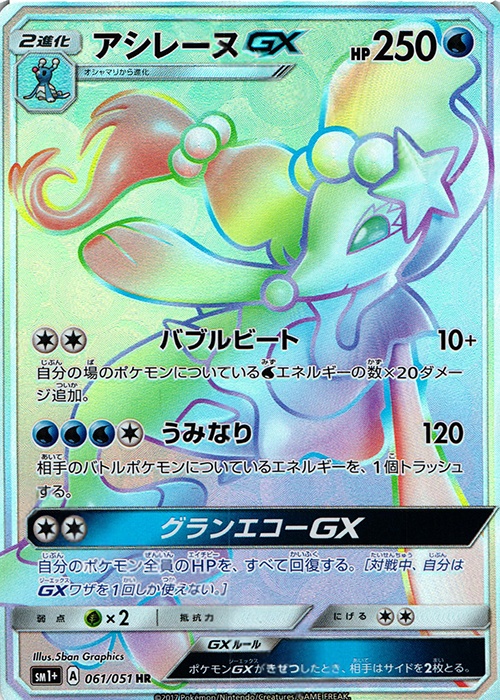 2進化 アシレーヌGX HP250
オシャマリから進化
バブルビート 10+
自分の場のポケモンについているエネルギーの数×20ダメー
ジ追加。
うみなり 120
相手のバトルポケモンについているエネルギーを、1個トラッシュ
する。
グランエコーGX
自分のポケモン全員のHPを、すべて回復する。[対戦中、自分は
GXワザを1回しか使えない。]
弱点 ×2 抵抗力 にげる
Illus.5ban Graphics GXルール
sm1+ A 061/051 HR ポケモンGXがきぜつしたとき、相手はサイドを2枚とる。
©2017 Pokémon/Nintendo/Creatures/GAME FREAK.